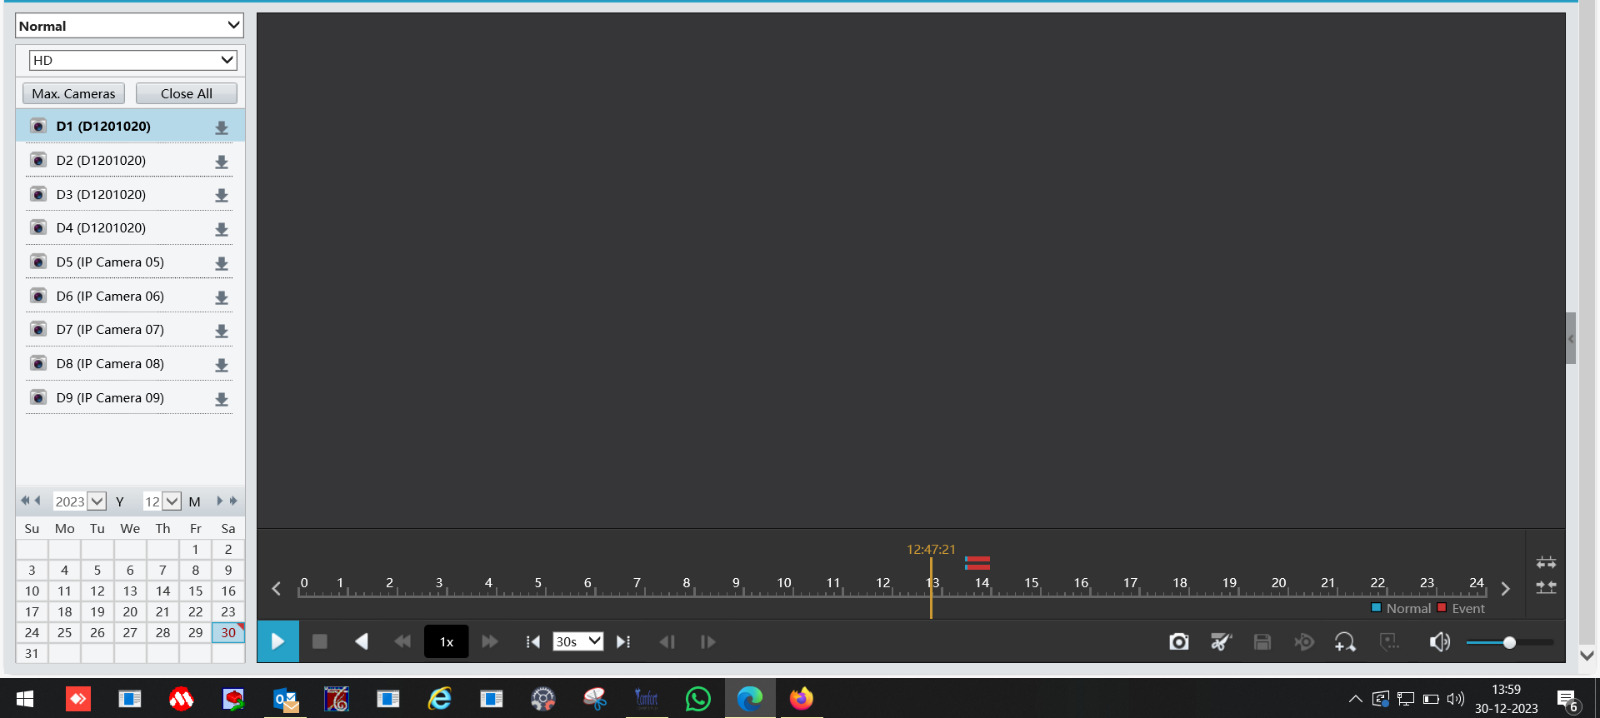 Normal
HD
Max. Cameras Close All
D1 (D1201020)
D2 (D1201020)
D3 (D1201020)
D4 (D1201020)
D5 (IP Camera 05)
D6 (IP Camera 06)
D7 (IP Camera 07)
D8 (IP Camera 08)
D9 (IP Camera 09)
2023 Y 12 M
Su Mo Tu We Th Fr Sa
1 2
3 4 5 6 7 8 9
10 11 12 13 14 15 16
17 18 19 20 21 22 23
24 25 26 27 28 29 30
31
12:47:21
0 1 2 3 4 5 6 7 8 9 10 11 12 13 14 15 16 17 18 19 20 21 22 23 24
Normal Event
1x 30s
13:59
30-12-2023
6